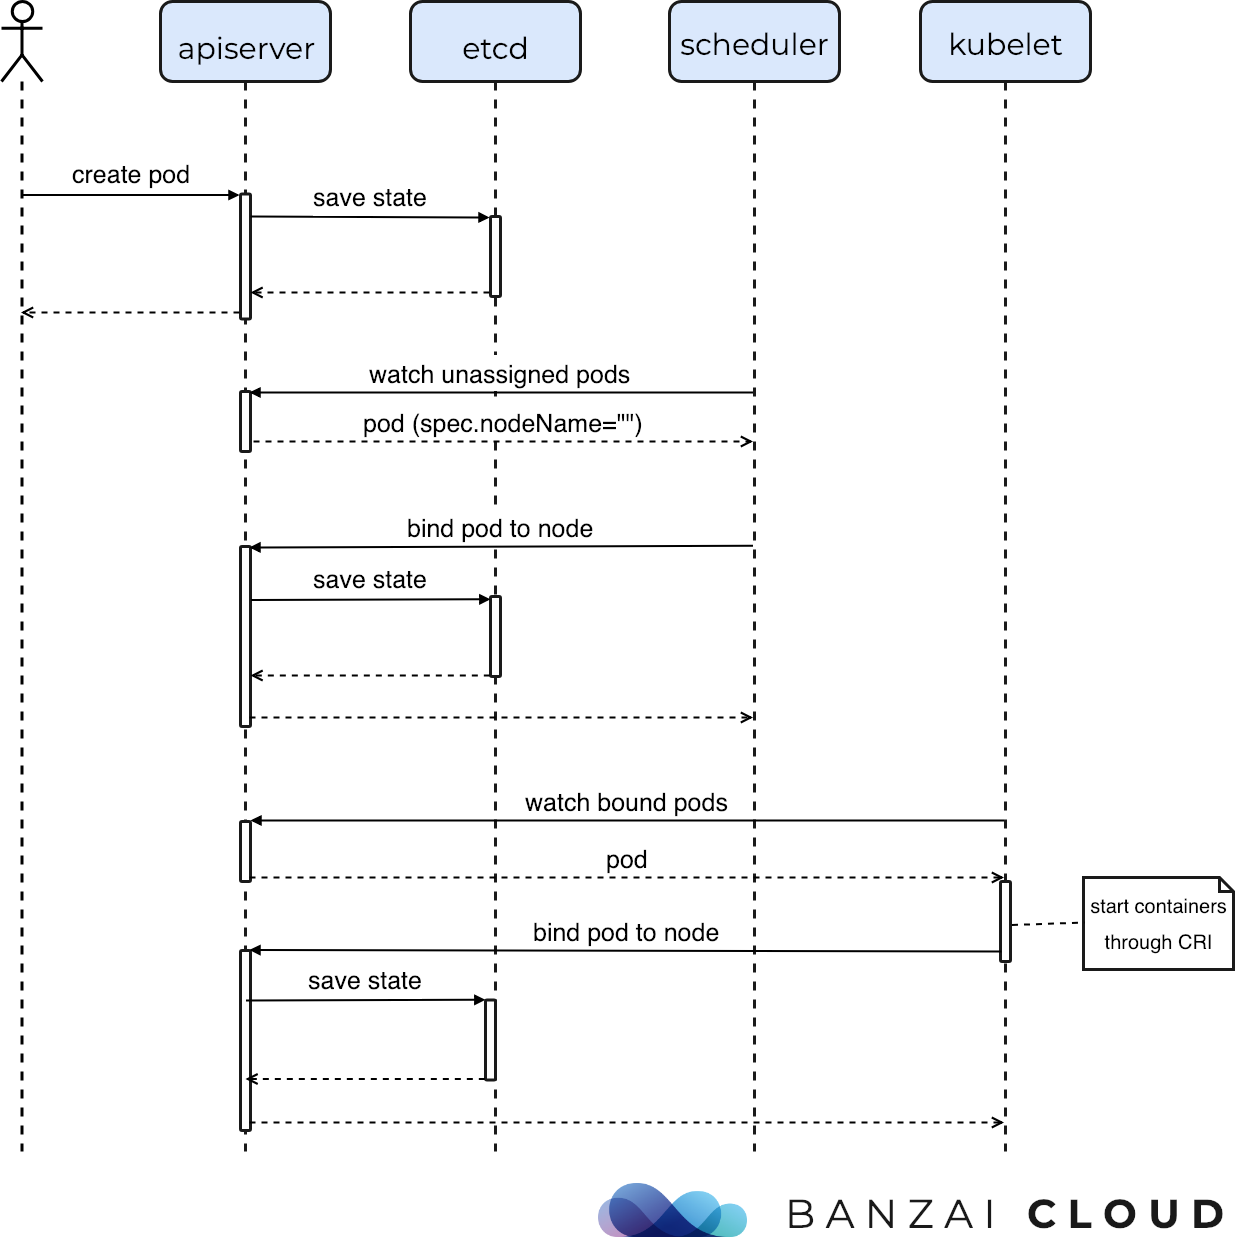 apiserver
etcd
scheduler
kubelet
create pod
save state
watch unassigned pods
pod (spec.nodeName="")
bind pod to node
save state
watch bound pods
pod
start containers
through CRI
bind pod to node
save state
BANZAI CLOUD